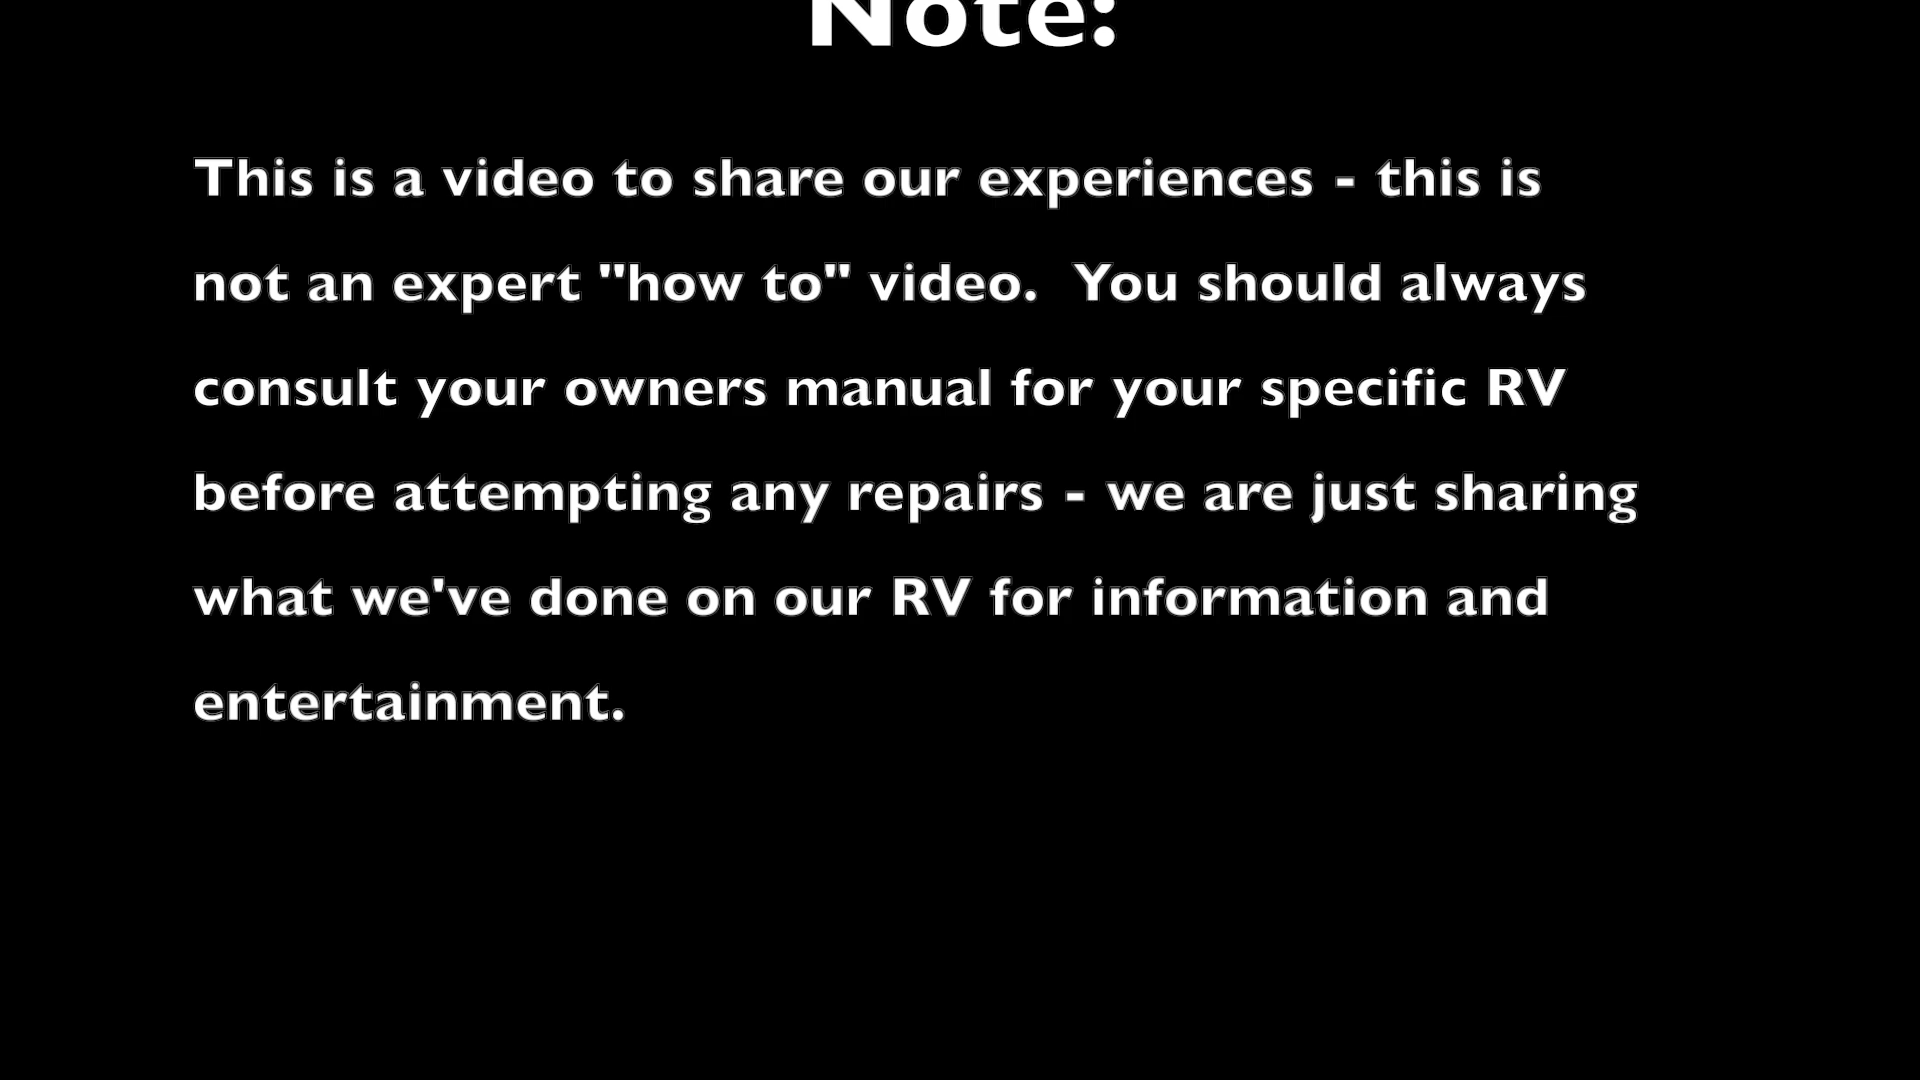 Note:
This is a video to share our experiences - this is
not an expert "how to" video.  You should always
consult your owners manual for your specific RV
before attempting any repairs - we are just sharing
what we've done on our RV for information and
entertainment.